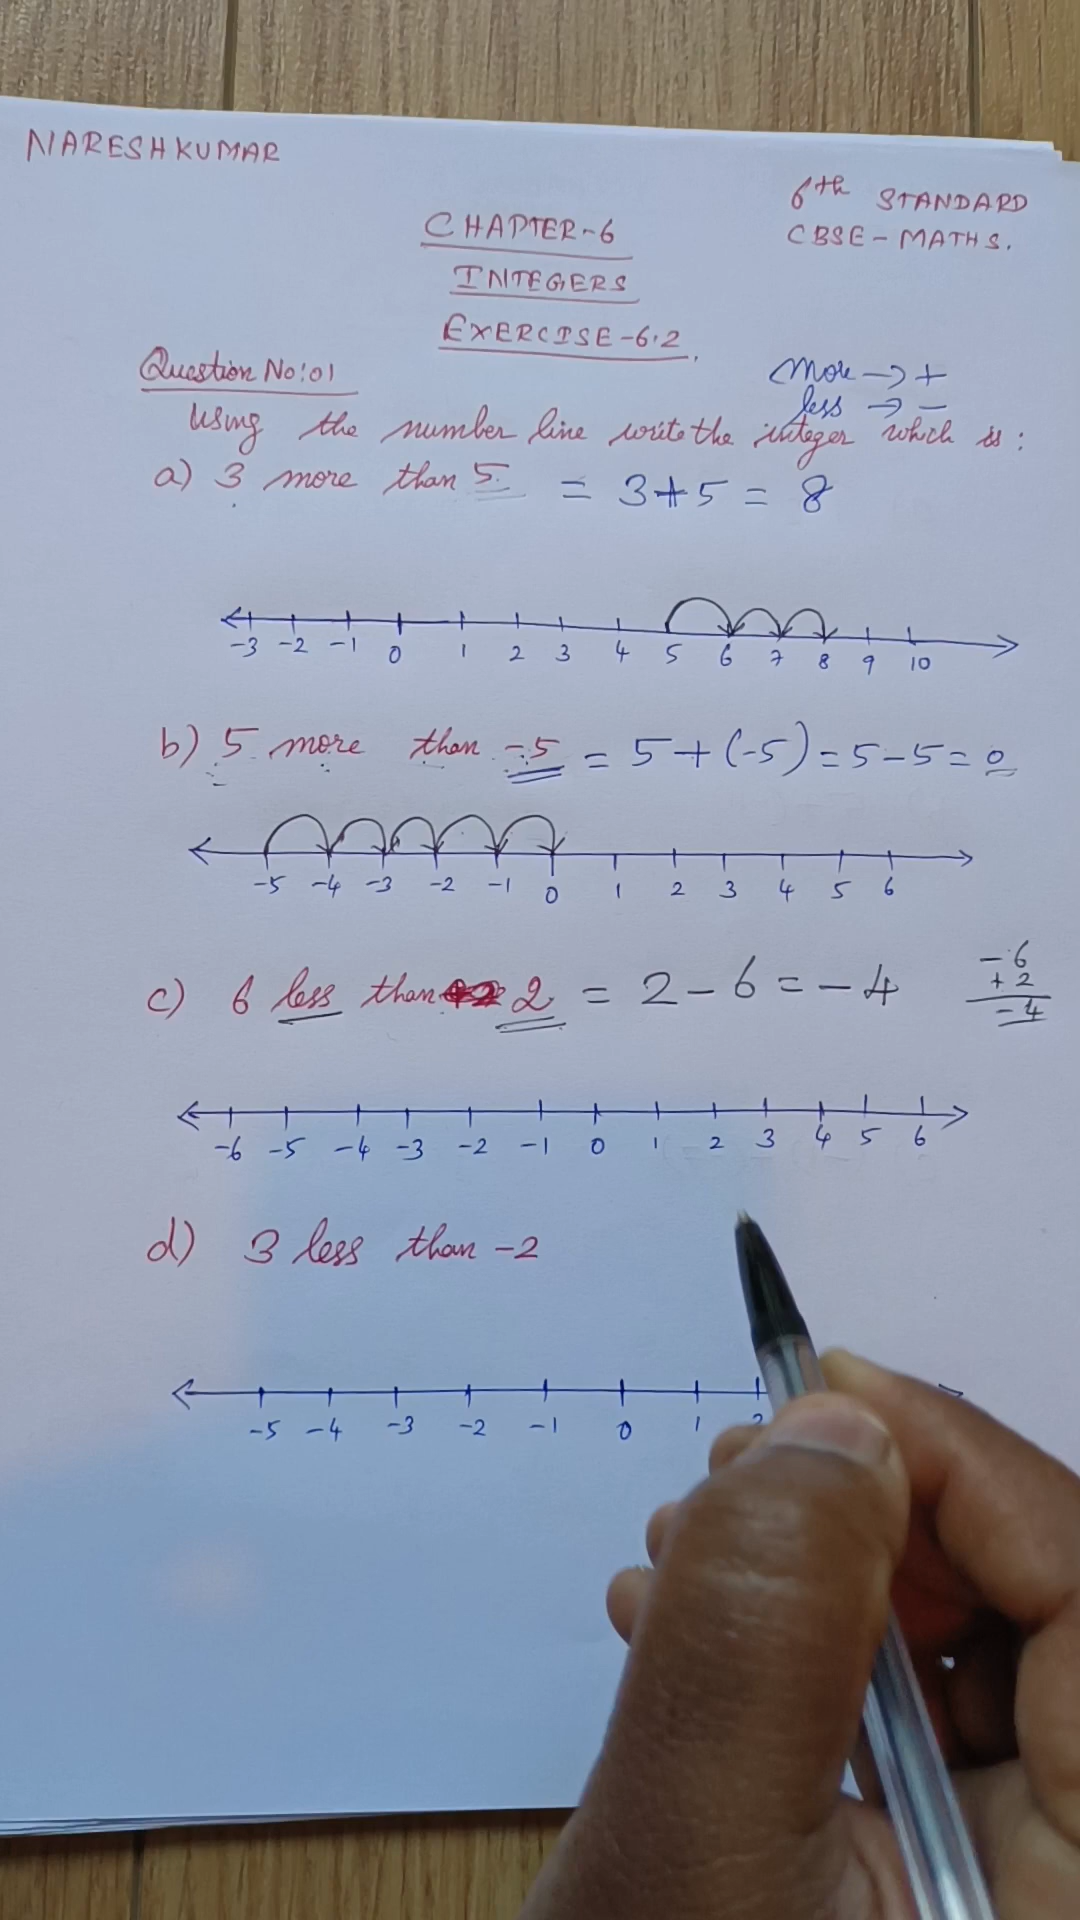 NARESHKUMAR
6th STANDARD
CBSE - MATHS.
CHAPTER-6
INTEGERS
EXERCISE-6.2
Question No:01
More → +
less → -
Using the number line write the integer which is:
a) 3 more than 5 = 3+5 = 8
-3 -2 -1 0 1 2 3 4 5 6 7 8 9 10
b) 5 more than -5 = 5+(-5) = 5-5 = 0
-5 -4 -3 -2 -1 0 1 2 3 4 5 6
c) 6 less than 2 = 2-6 = -4
-6
+2
-4
-6 -5 -4 -3 -2 -1 0 1 2 3 4 5 6
d) 3 less than -2
-5 -4 -3 -2 -1 0 1 2